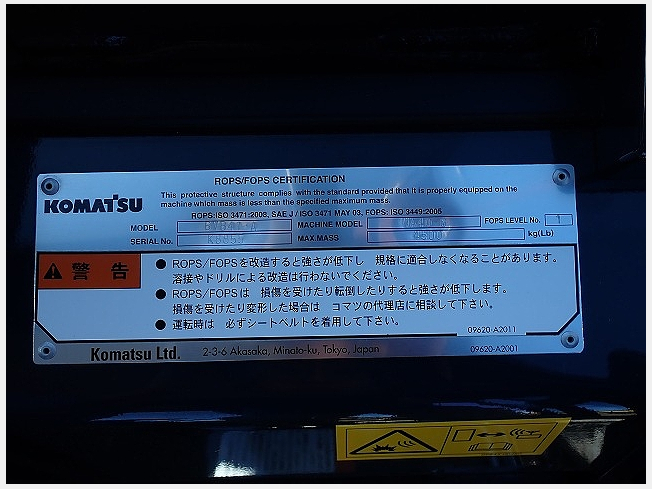 ROPS/FOPS CERTIFICATION
KOMATSU
This protective structure complies with the standard provided that it is properly equipped on the
machine which mass is less than the specified maximum mass.
ROPS:ISO 3471:2008, SAE J / ISO 3471 MAY 03, FOPS: ISO 3449:2005
MODEL MACHINE MODEL FOPS LEVEL No. 1
SERIAL No. MAX.MASS kg(Lb)
警 告
● ROPS/FOPSを改造すると強さが低下し 規格に適合しなくなることがあります。
溶接やドリルによる改造は行わないでください。
● ROPS/FOPSは 損傷を受けたり転倒したりすると強さが低下します。
損傷を受けたり変形した場合は コマツの代理店に相談して下さい。
● 運転時は 必ずシートベルトを着用して下さい。
09620-A2011
Komatsu Ltd. 2-3-6 Akasaka, Minato-ku, Tokyo, Japan 09620-A2001